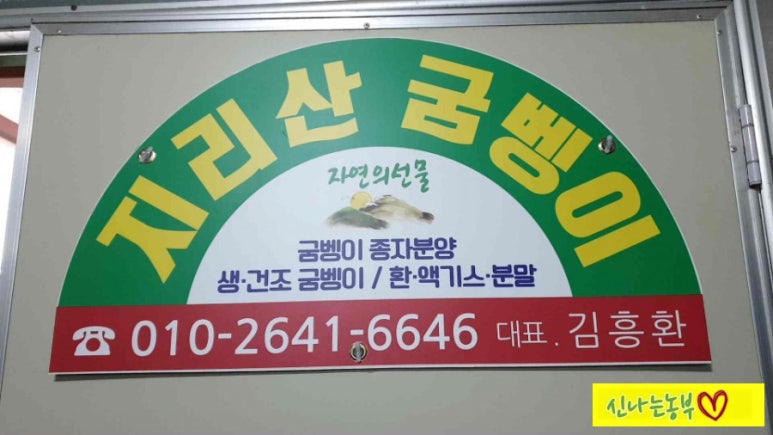 지리산 굼벵이
자연의선물
굼벵이 종자분양
생·건조 굼벵이 / 환·액기스·분말
☎ 010-2641-6646 대표. 김흥환
신나는농부♡